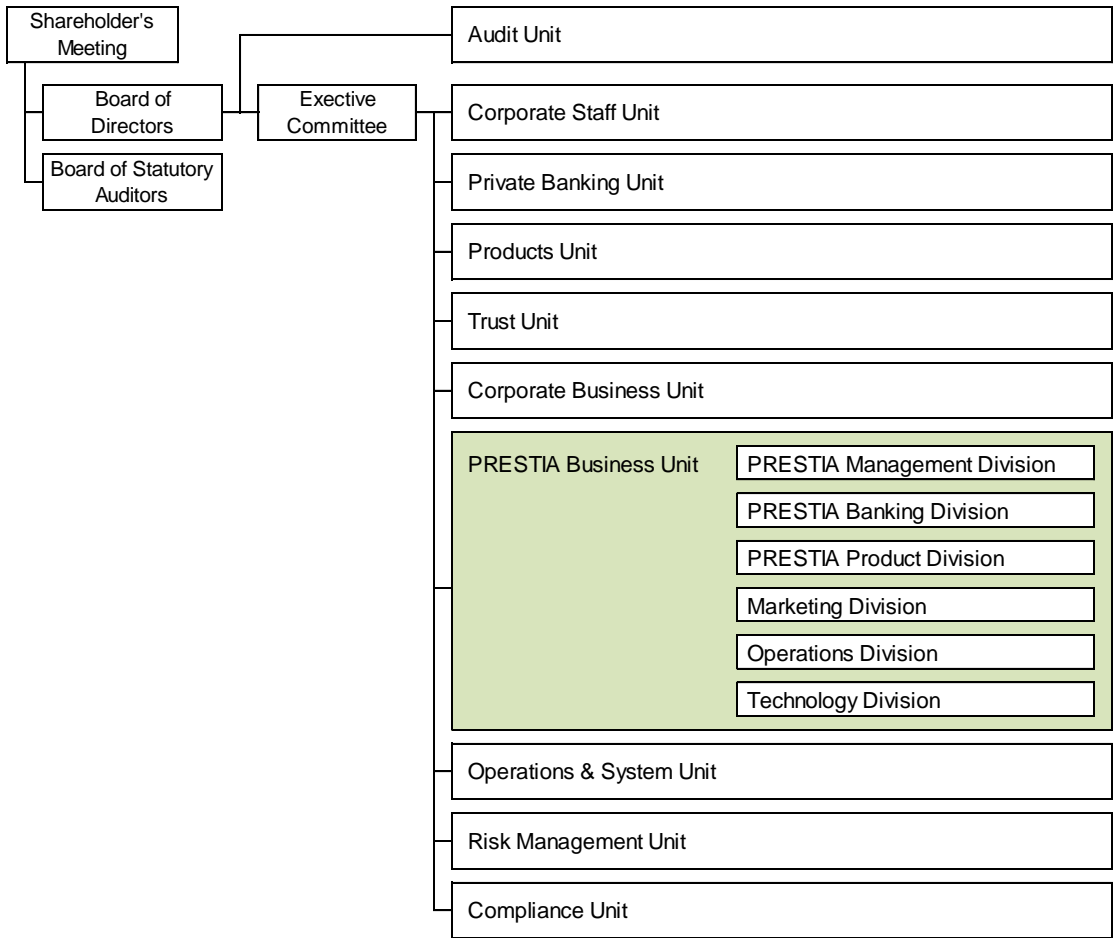 Shareholder's
Meeting
Audit Unit
Board of
Directors
Exective
Committee
Corporate Staff Unit
Board of Statutory
Auditors
Private Banking Unit
Products Unit
Trust Unit
Corporate Business Unit
PRESTIA Business Unit
PRESTIA Management Division
PRESTIA Banking Division
PRESTIA Product Division
Marketing Division
Operations Division
Technology Division
Operations & System Unit
Risk Management Unit
Compliance Unit